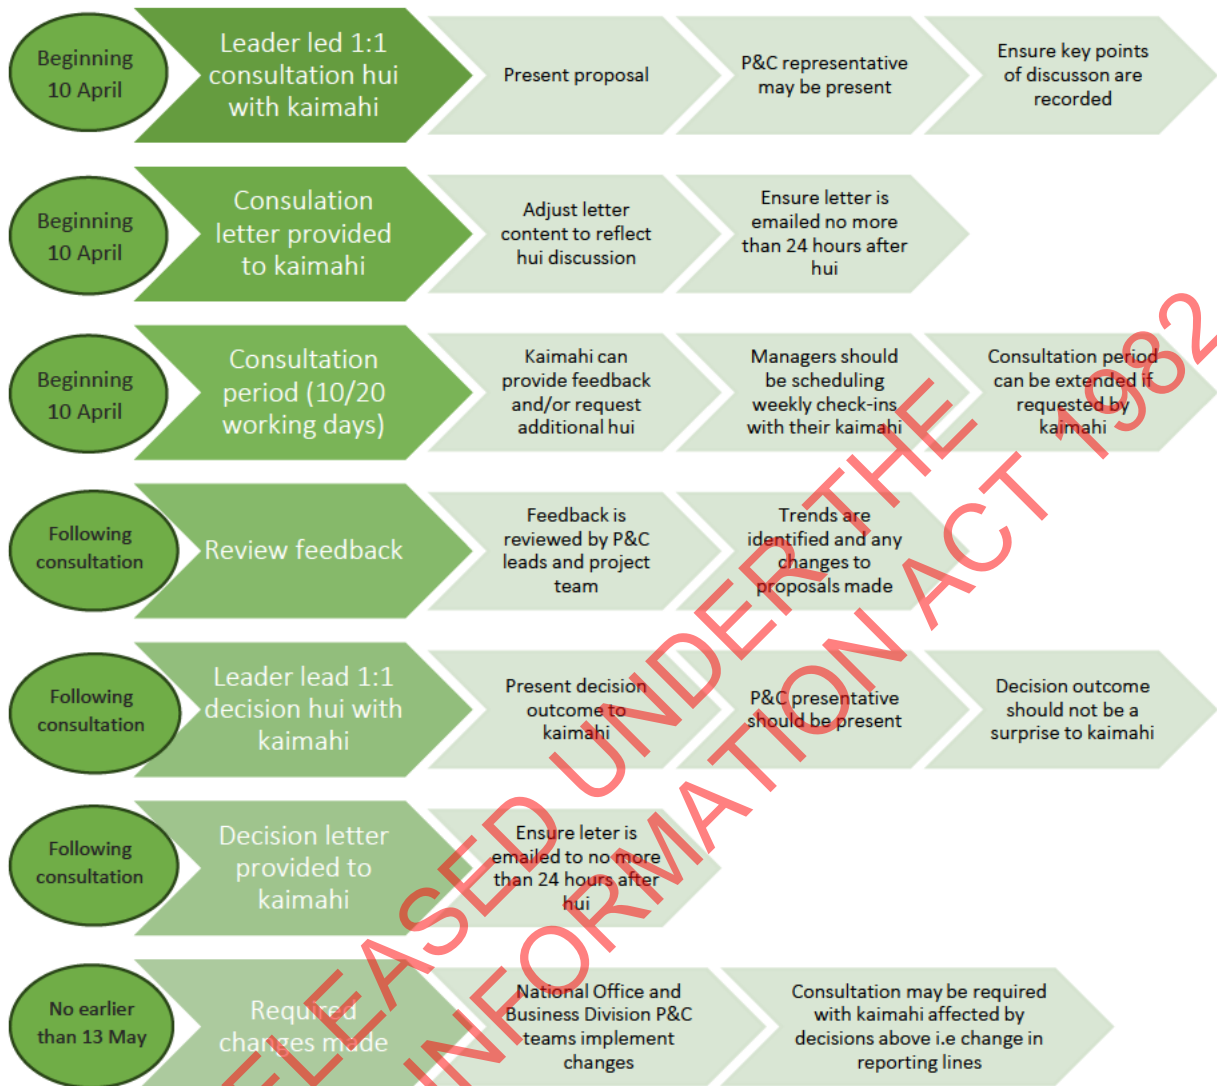 Beginning
10 April
Leader led 1:1
consultation hui
with kaimahi
Present proposal
P&C representative
may be present
Ensure key points
of discusson are
recorded
Beginning
10 April
Consulation
letter provided
to kaimahi
Adjust letter
content to reflect
hui discussion
Ensure letter is
emailed no more
than 24 hours after
hui
Beginning
10 April
Consultation
period (10/20
working days)
Kaimahi can
provide feedback
and/or request
additional hui
Managers should
be scheduling
weekly check-ins
with their kaimahi
Consultation period
can be extended if
requested by
kaimahi
Following
consultation
Review feedback
Feedback is
reviewed by P&C
leads and project
team
Trends are
identified and any
changes to
proposals made
Following
consultation
Leader lead 1:1
decision hui with
kaimahi
Present decision
outcome to
kaimahi
P&C presentative
should be present
Decision outcome
should not be a
surprise to kaimahi
Following
consultation
Decision letter
provided to
kaimahi
Ensure leter is
emailed to no more
than 24 hours after
hui
No earlier
than 13 May
Required
changes made
National Office and
Business Division P&C
teams implement
changes
Consultation may be required
with kaimahi affected by
decisions above i.e change in
reporting lines
ELEASED UNDER THE
INFORMATION ACT 1982